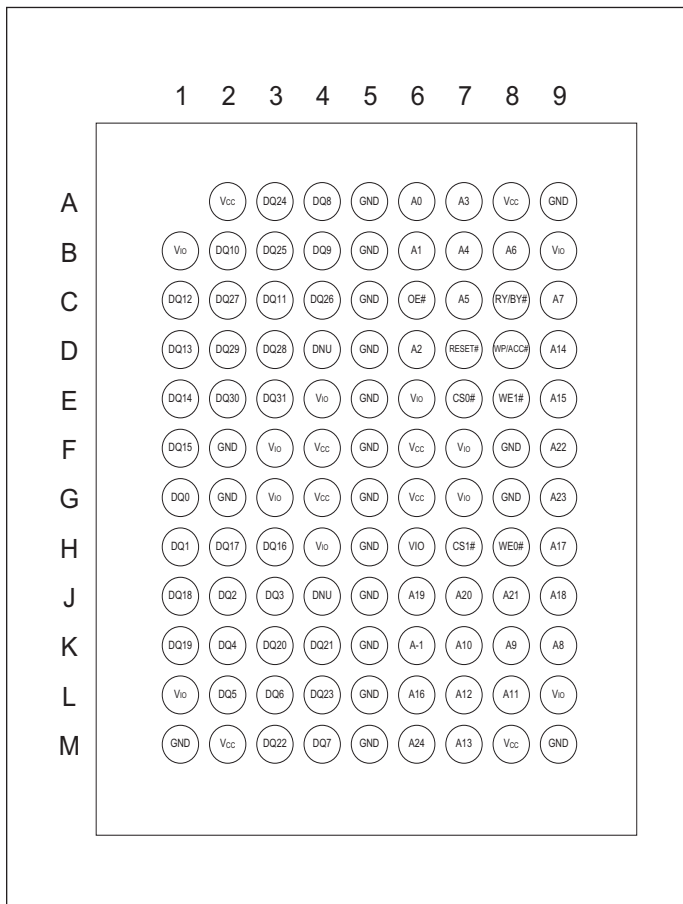 1 2 3 4 5 6 7 8 9
A Vcc DQ24 DQ8 GND A0 A3 Vcc GND
B VIO DQ10 DQ25 DQ9 GND A1 A4 A6 VIO
C DQ12 DQ27 DQ11 DQ26 GND OE# A5 RY/BY# A7
D DQ13 DQ29 DQ28 DNU GND A2 RESET# WP/ACC# A14
E DQ14 DQ30 DQ31 VIO GND VIO CS0# WE1# A15
F DQ15 GND VIO VCC GND VCC VIO GND A22
G DQ0 GND VIO VCC GND VCC VIO GND A23
H DQ1 DQ17 DQ16 VIO GND VIO CS1# WE0# A17
J DQ18 DQ2 DQ3 DNU GND A19 A20 A21 A18
K DQ19 DQ4 DQ20 DQ21 GND A-1 A10 A9 A8
L VIO DQ5 DQ6 DQ23 GND A16 A12 A11 VIO
M GND VCC DQ22 DQ7 GND A24 A13 VCC GND